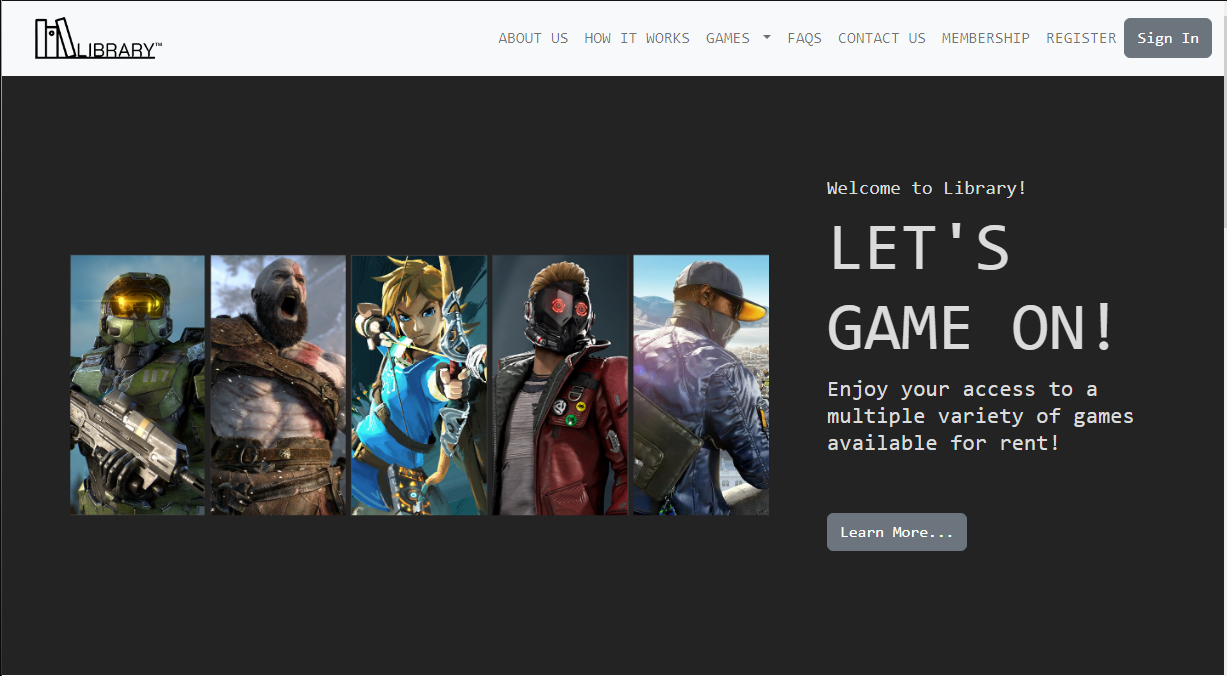 LIBRARY™
ABOUT US HOW IT WORKS GAMES FAQS CONTACT US MEMBERSHIP REGISTER Sign In
Welcome to Library!
LET'S
GAME ON!
Enjoy your access to a
multiple variety of games
available for rent!
117
Learn More...